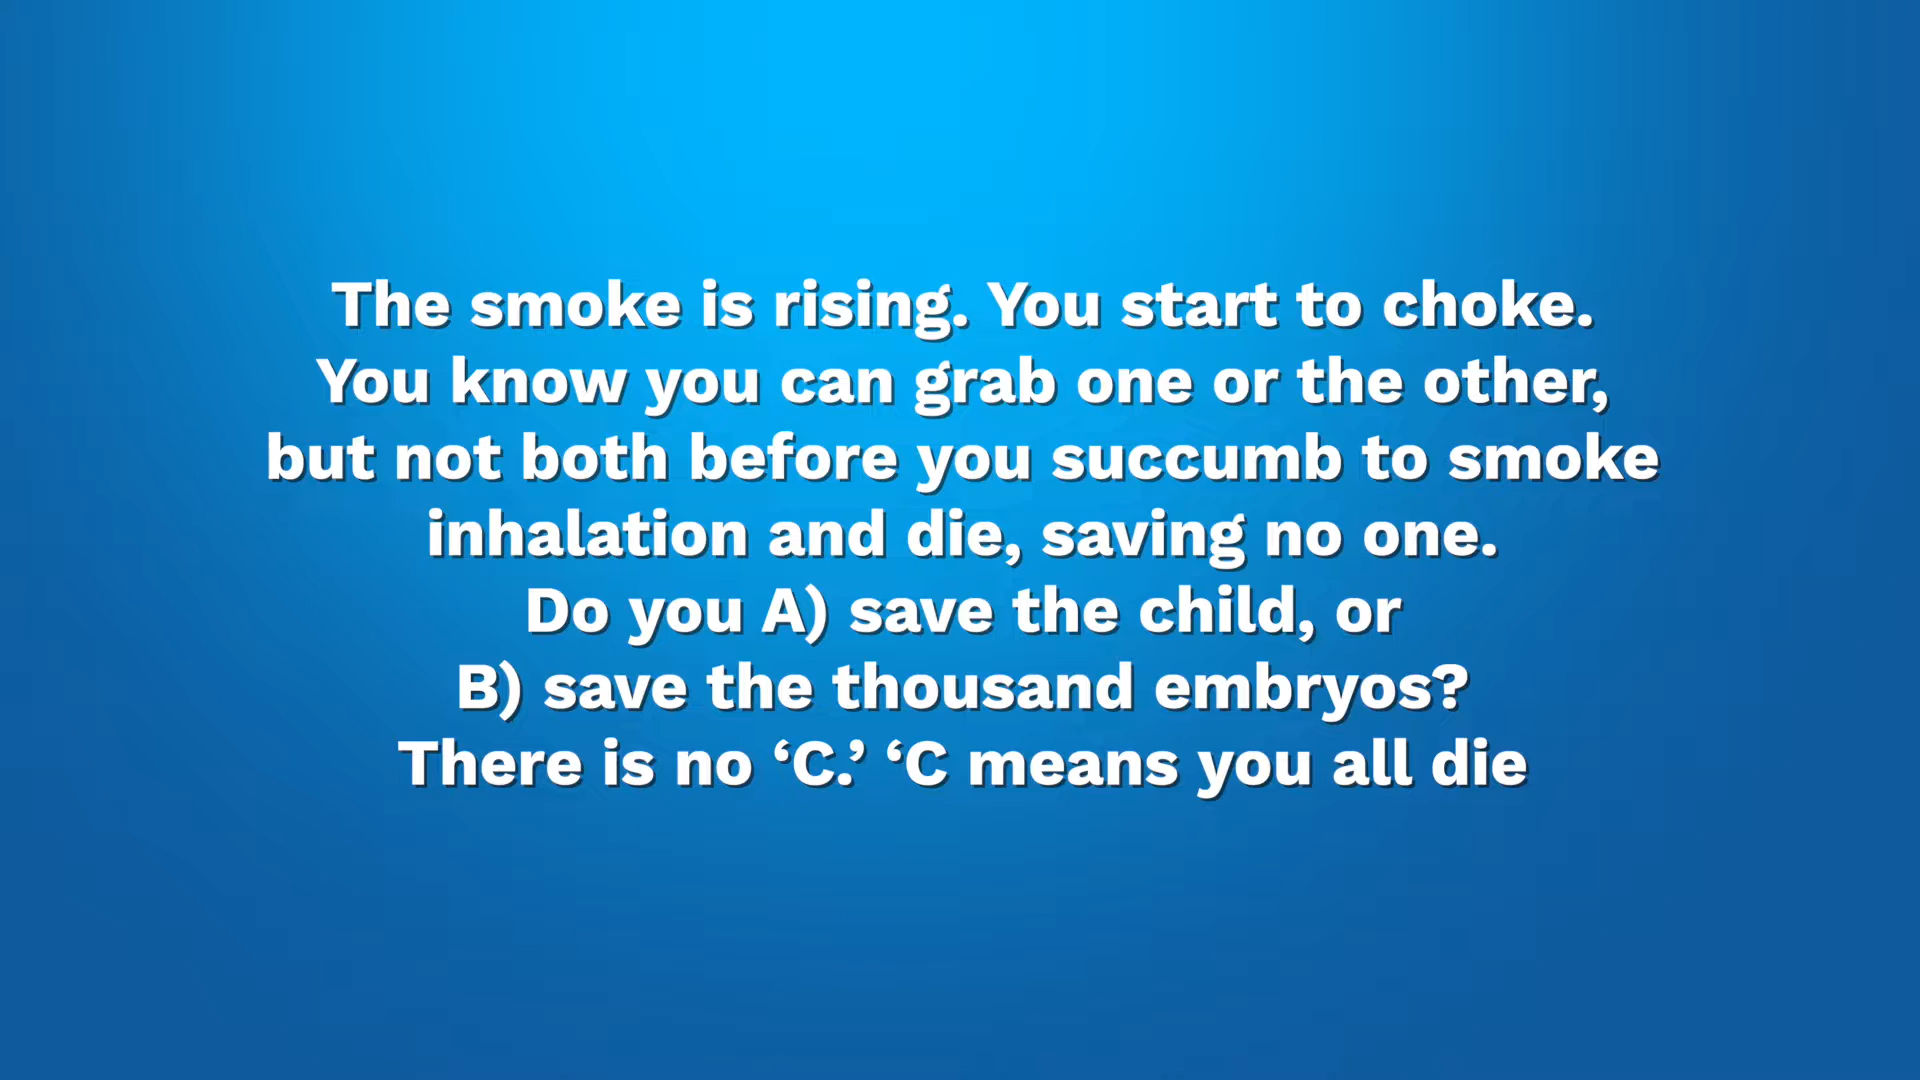 The smoke is rising. You start to choke.
You know you can grab one or the other,
but not both before you succumb to smoke
inhalation and die, saving no one.
Do you A) save the child, or
B) save the thousand embryos?
There is no ‘C.’ ‘C means you all die